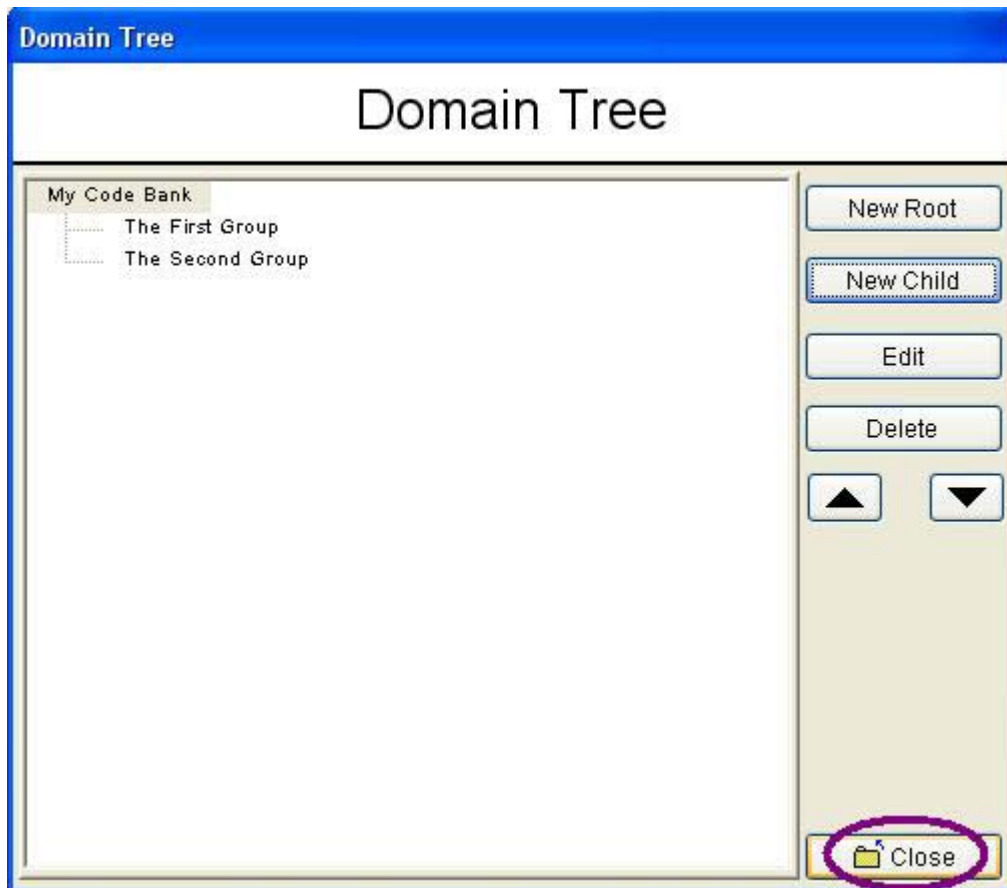 Domain Tree
Domain Tree
My Code Bank
The First Group
The Second Group
New Root
New Child
Edit
Delete
Close